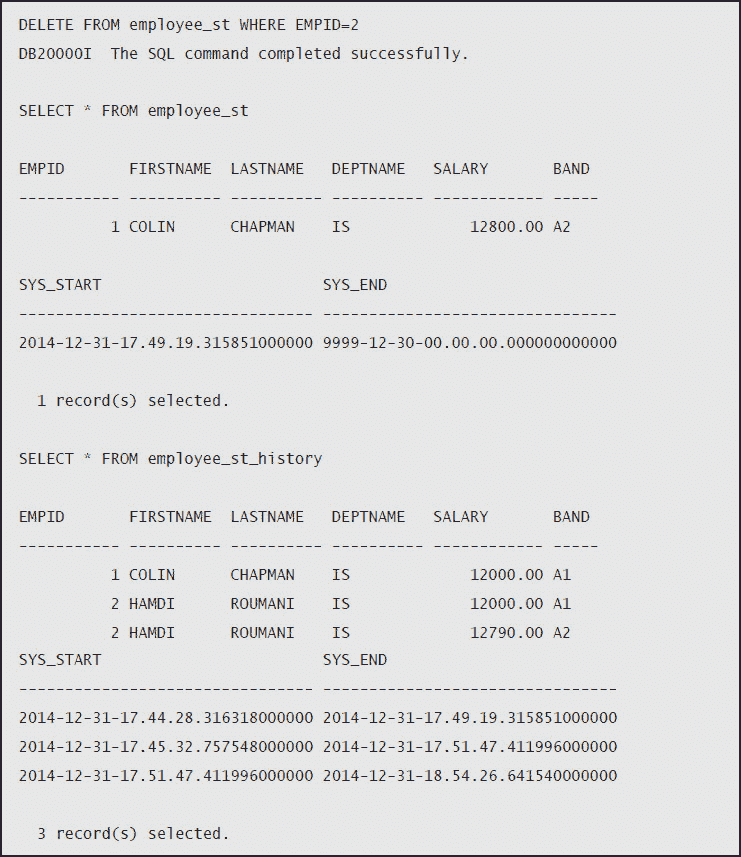 DELETE FROM employee_st WHERE EMPID=2
DB20000I  The SQL command completed successfully.
SELECT * FROM employee_st
EMPID       FIRSTNAME  LASTNAME   DEPTNAME   SALARY       BAND
----------- ---------- ---------- ---------- ------------ -----
          1 COLIN      CHAPMAN    IS             12800.00 A2
SYS_START                        SYS_END
-------------------------------- --------------------------------
2014-12-31-17.49.19.315851000000 9999-12-30-00.00.00.000000000000
  1 record(s) selected.
SELECT * FROM employee_st_history
EMPID       FIRSTNAME  LASTNAME   DEPTNAME   SALARY       BAND
----------- ---------- ---------- ---------- ------------ -----
          1 COLIN      CHAPMAN    IS             12000.00 A1
          2 HAMDI      ROUMANI    IS             12000.00 A1
          2 HAMDI      ROUMANI    IS             12790.00 A2
SYS_START                        SYS_END
-------------------------------- --------------------------------
2014-12-31-17.44.28.316318000000 2014-12-31-17.49.19.315851000000
2014-12-31-17.45.32.757548000000 2014-12-31-17.51.47.411996000000
2014-12-31-17.51.47.411996000000 2014-12-31-18.54.26.641540000000
  3 record(s) selected.